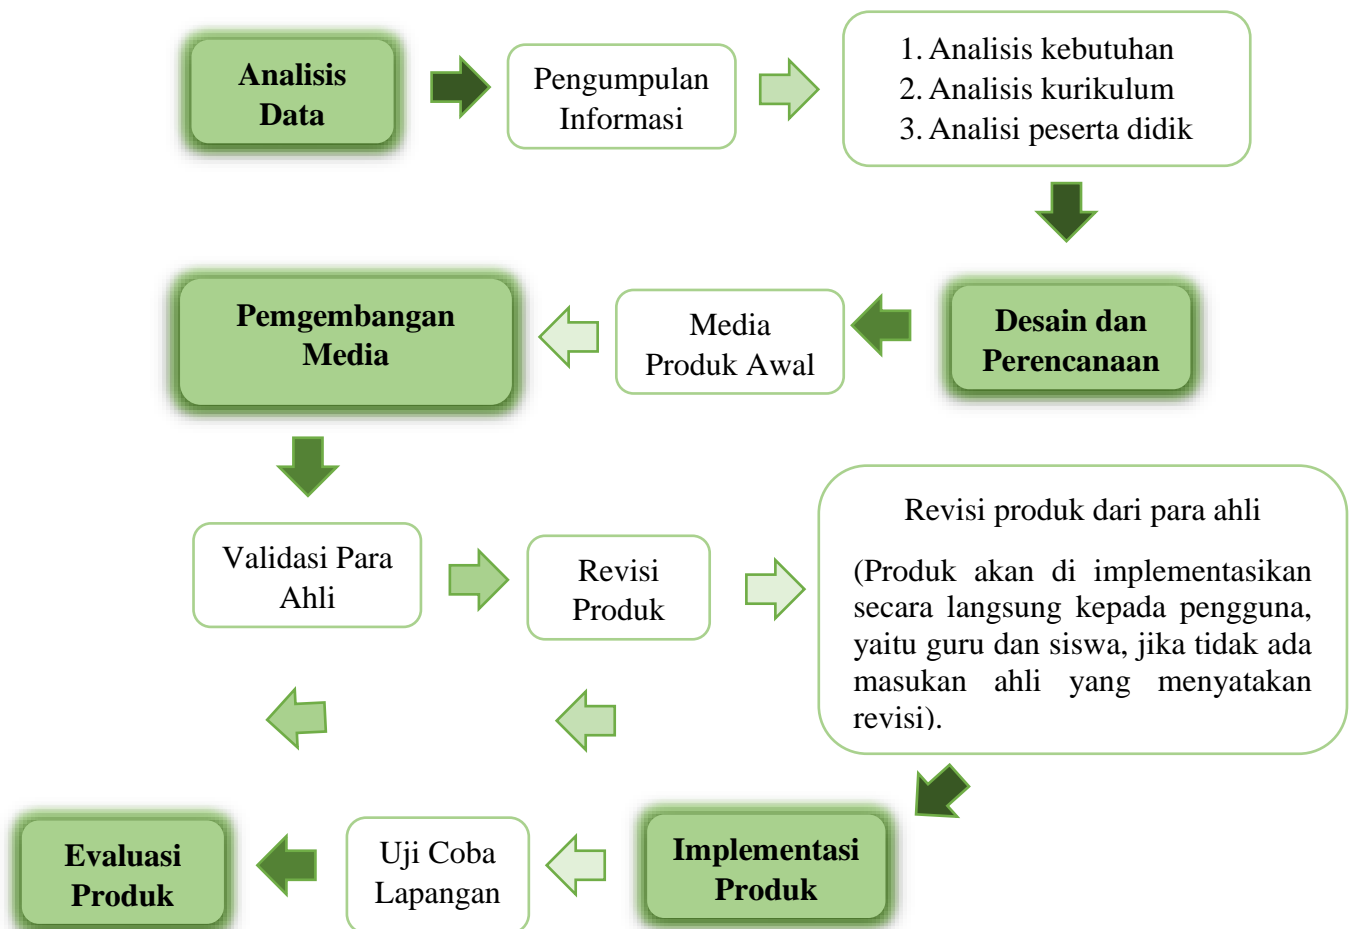 Analisis
Data
Pengumpulan
Informasi
1. Analisis kebutuhan
2. Analisis kurikulum
3. Analisi peserta didik
Desain dan
Perencanaan
Media
Produk Awal
Pemgembangan
Media
Validasi Para
Ahli
Revisi
Produk
Revisi produk dari para ahli
(Produk akan di implementasikan
secara langsung kepada pengguna,
yaitu guru dan siswa, jika tidak ada
masukan ahli yang menyatakan
revisi).
Implementasi
Produk
Uji Coba
Lapangan
Evaluasi
Produk